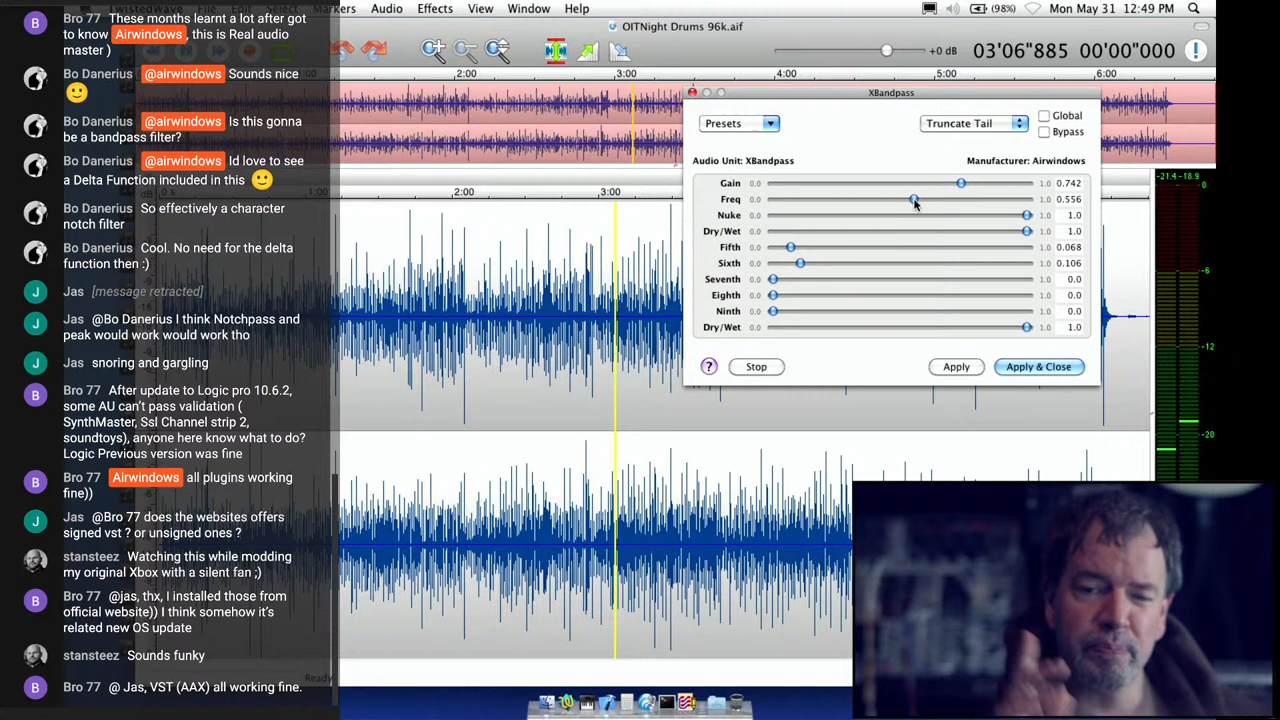 Bro 77 These months learnt a lot after got
to know Airwindows, this is Real audio
master )
Bo Danerius @airwindows Sounds nice
🙂
Bo Danerius @airwindows Is this gonna
be a bandpass filter?
Bo Danerius @airwindows Id love to see
a Delta Function included in this 🙂
Bo Danerius So effectively a character
notch filter
Bo Danerius Cool. No need for the delta
function then :)
Jas [message retracted]
Jas @Bo Danerius I think Notchpass and
peak would work would work tho
Jas snoring and gargling
Bro 77 After update to Logic pro 10.6.2,
some AU can't pass validation (
SynthMaster, Ssl Channel strip 2,
soundtoys), anyone here know what to do?
Logic Previous version was fine
Bro 77 Airwindows all plugins working
fine))
Jas @Bro 77 does the websites offers
signed vst ? or unsigned ones ?
stansteez Watching this while modding
my original Xbox with a silent fan ;)
Bro 77 @jas, thx, I installed those from
official website)) I think somehow it's
related new OS update
stansteez Sounds funky
Bro 77 @ Jas, VST (AAX) all working fine.
Markers Audio Effects View Window Help
(98%) Mon May 31 12:49 PM
OITNight Drums 96k.aif
+0 dB 03'06"885 00'00"000
2:00 3:00 4:00 5:00 6:00
1:00 2:00 3:00
XBandpass
Presets Truncate Tail Global
Bypass
Audio Unit: XBandpass Manufacturer: Airwindows
Gain 0.0 1.0 0.742
Freq 0.0 1.0 0.556
Nuke 0.0 1.0 1.0
Dry/Wet 0.0 1.0 1.0
Fifth 0.0 1.0 0.068
Sixth 0.0 1.0 0.106
Seventh 0.0 1.0 0.0
Eighth 0.0 1.0 0.0
Ninth 0.0 1.0 0.0
Dry/Wet 0.0 1.0 1.0
? Stop Apply Apply & Close
-21.4 -18.9
0
-6
-12
-20
Ready